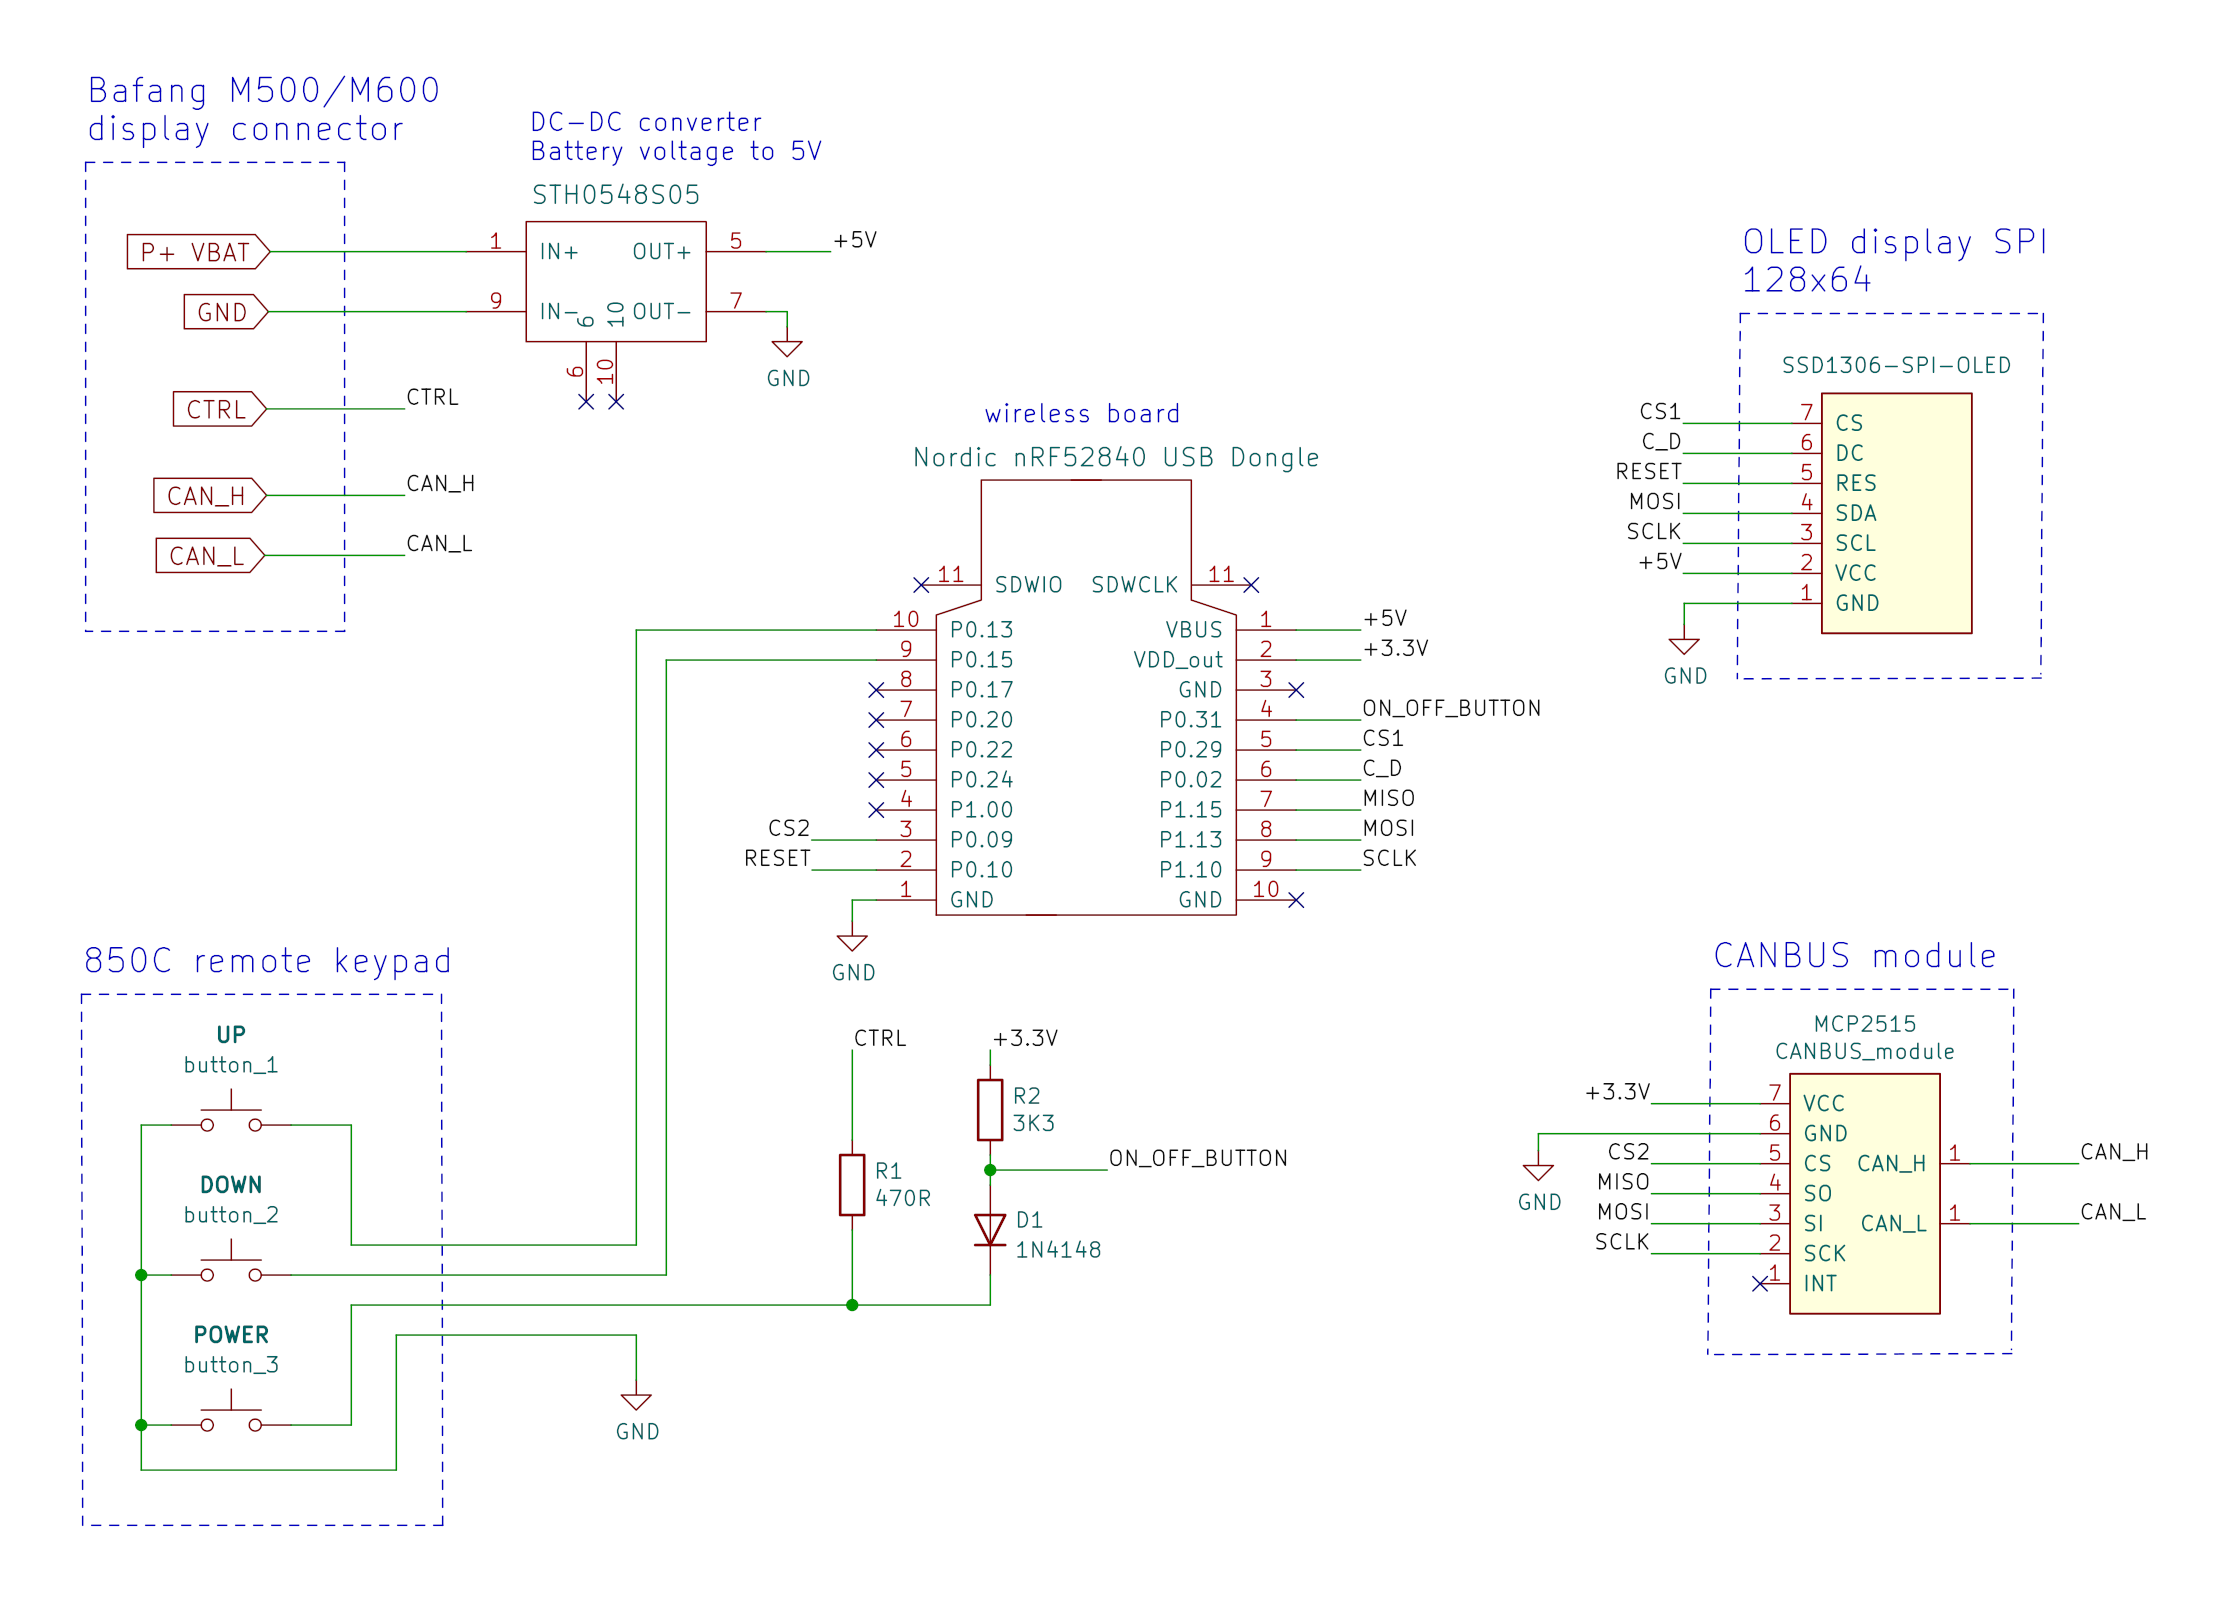 Bafang M500/M600
display connector
P+ VBAT
GND
CTRL
CTRL
CAN_H
CAN_H
CAN_L
CAN_L
DC-DC converter
Battery voltage to 5V
STH0548S05
1
IN+
OUT+
5
+5V
9
IN-
6
10
OUT-
7
6
10
GND
wireless board
Nordic nRF52840 USB Dongle
11
SDWIO
SDWCLK
11
10
P0.13
VBUS
1
+5V
9
P0.15
VDD_out
2
+3.3V
8
P0.17
GND
3
7
P0.20
P0.31
4
ON_OFF_BUTTON
6
P0.22
P0.29
5
CS1
5
P0.24
P0.02
6
C_D
4
P1.00
P1.15
7
MISO
CS2
3
P0.09
P1.13
8
MOSI
RESET
2
P0.10
P1.10
9
SCLK
1
GND
GND
10
GND
OLED display SPI
128x64
SSD1306-SPI-OLED
CS1
7
CS
C_D
6
DC
RESET
5
RES
MOSI
4
SDA
SCLK
3
SCL
+5V
2
VCC
1
GND
GND
850C remote keypad
UP
button_1
DOWN
button_2
POWER
button_3
GND
CTRL
R1
470R
+3.3V
R2
3K3
ON_OFF_BUTTON
D1
1N4148
CANBUS module
MCP2515
CANBUS_module
+3.3V
7
VCC
6
GND
GND
CS2
5
CS
CAN_H
1
CAN_H
MISO
4
SO
MOSI
3
SI
CAN_L
1
CAN_L
SCLK
2
SCK
1
INT